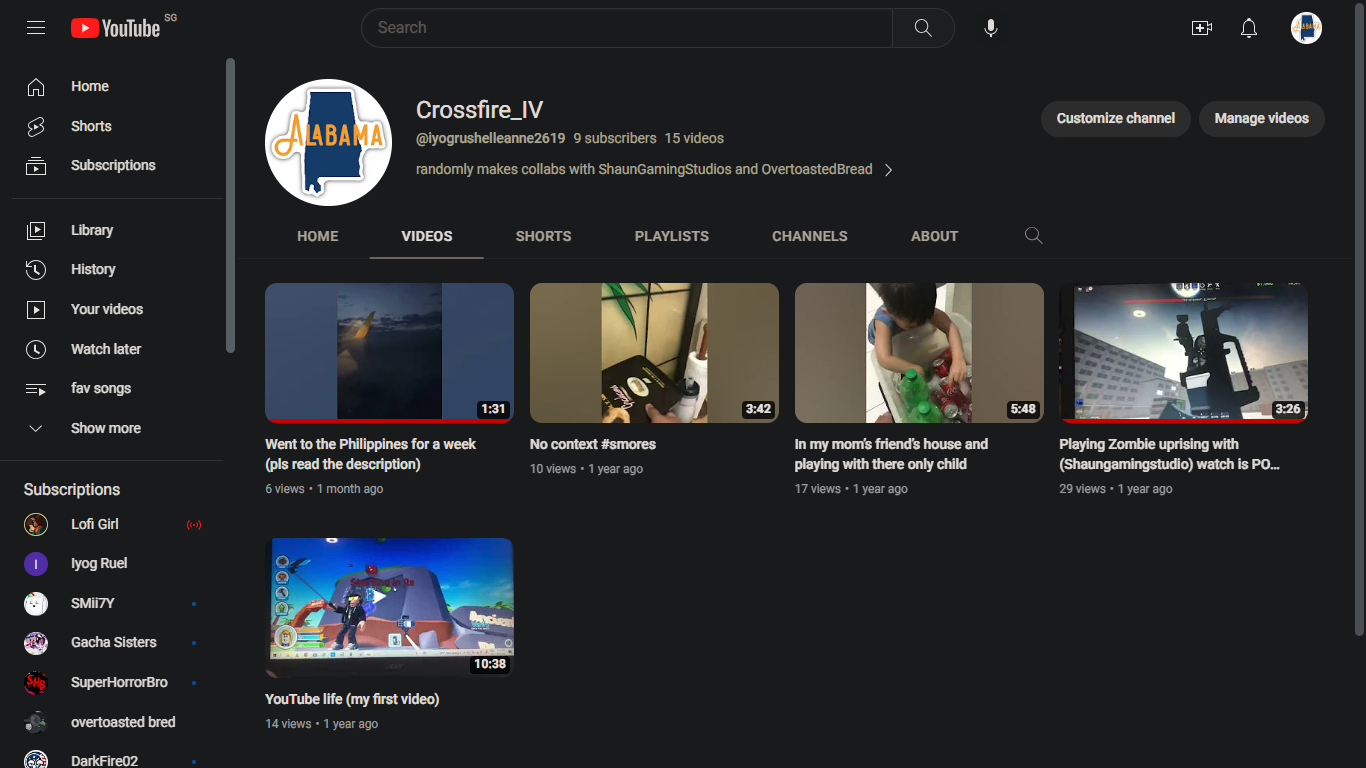 YouTube SG
Search
Home
Shorts
Subscriptions
Library
History
Your videos
Watch later
fav songs
Show more
Subscriptions
Lofi Girl
I
Iyog Ruel
SMii7Y
Gacha Sisters
SHB
SuperHorrorBro
overtoasted bred
DarkFire02
ALABAMA
Crossfire_IV
@iyogrushelleanne2619 9 subscribers 15 videos
randomly makes collabs with ShaunGamingStudios and OvertoastedBread
Customize channel
Manage videos
HOME
VIDEOS
SHORTS
PLAYLISTS
CHANNELS
ABOUT
1:31
Went to the Philippines for a week
(pls read the description)
6 views • 1 month ago
3:42
No context #smores
10 views • 1 year ago
5:48
In my mom's friend's house and
playing with there only child
17 views • 1 year ago
3:26
Playing Zombie uprising with
(Shaungamingstudio) watch is PO...
29 views • 1 year ago
10:38
YouTube life (my first video)
14 views • 1 year ago